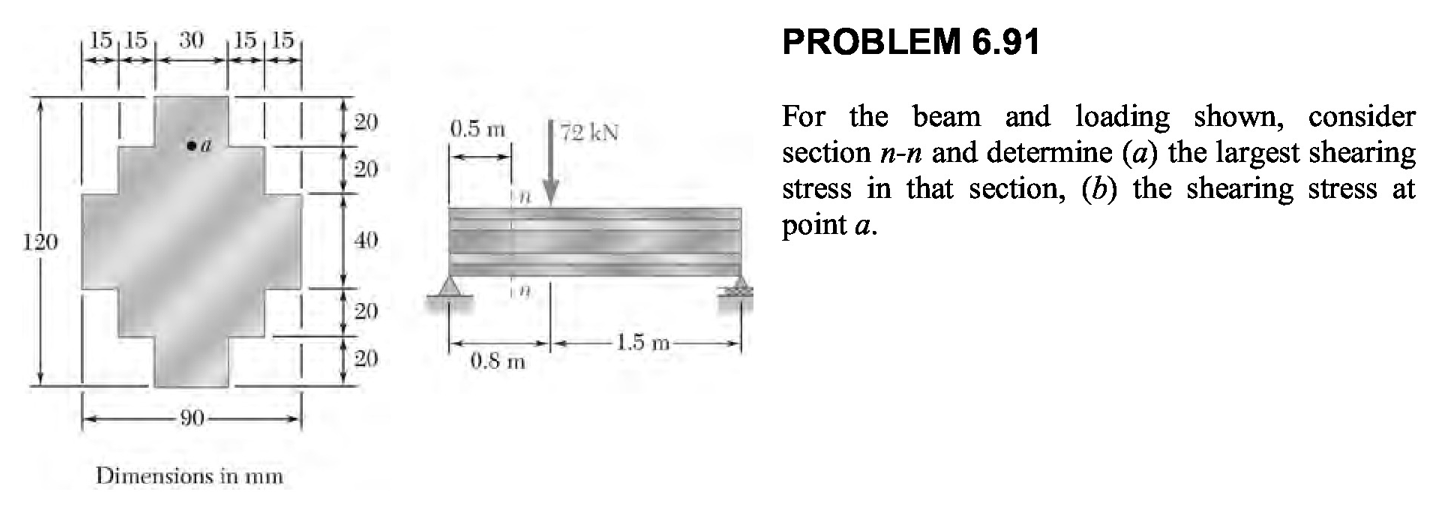 15 15 30 15 15
20
a
20
120
40
20
20
90
Dimensions in mm
0.5 m
72 kN
n
n
0.8 m
1.5 m
PROBLEM 6.91
For the beam and loading shown, consider
section n-n and determine (a) the largest shearing
stress in that section, (b) the shearing stress at
point a.